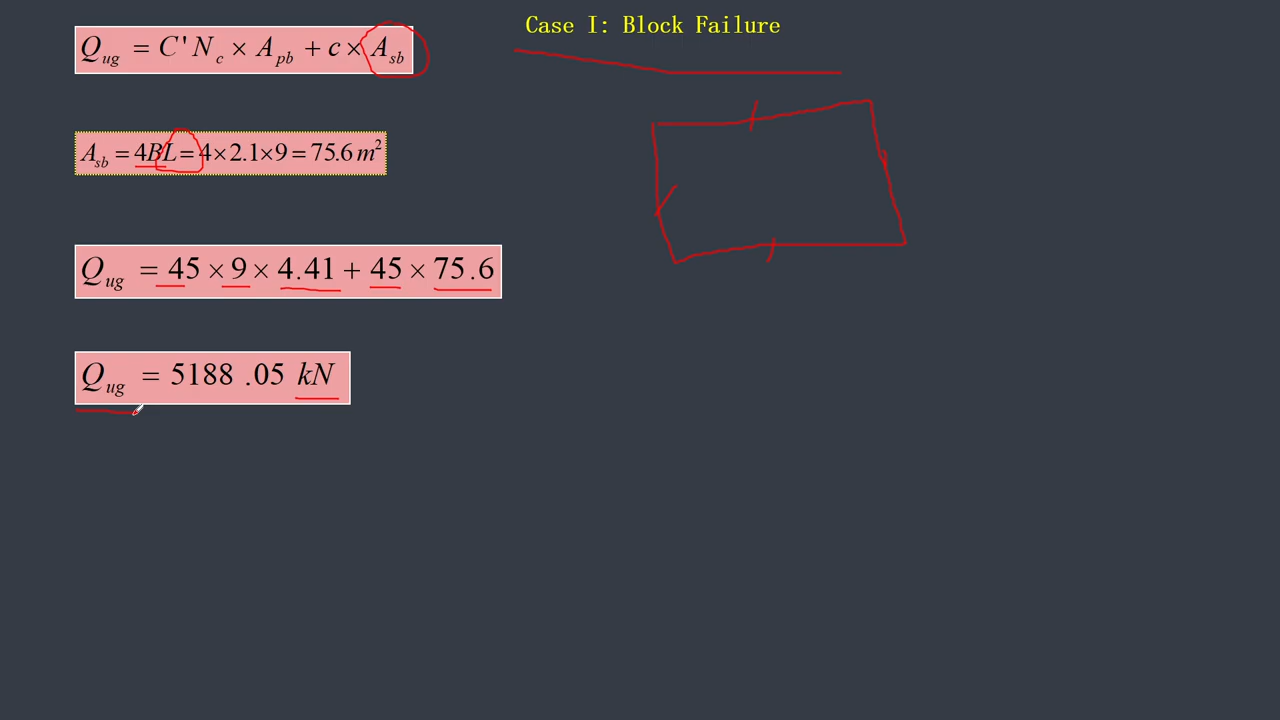 Case I: Block Failure
Q_ug = C'N_c × A_pb + c × A_sb
A_sb = 4BL = 4×2.1×9 = 75.6 m²
Q_ug = 45 × 9 × 4.41 + 45 × 75.6
Q_ug = 5188 .05 kN